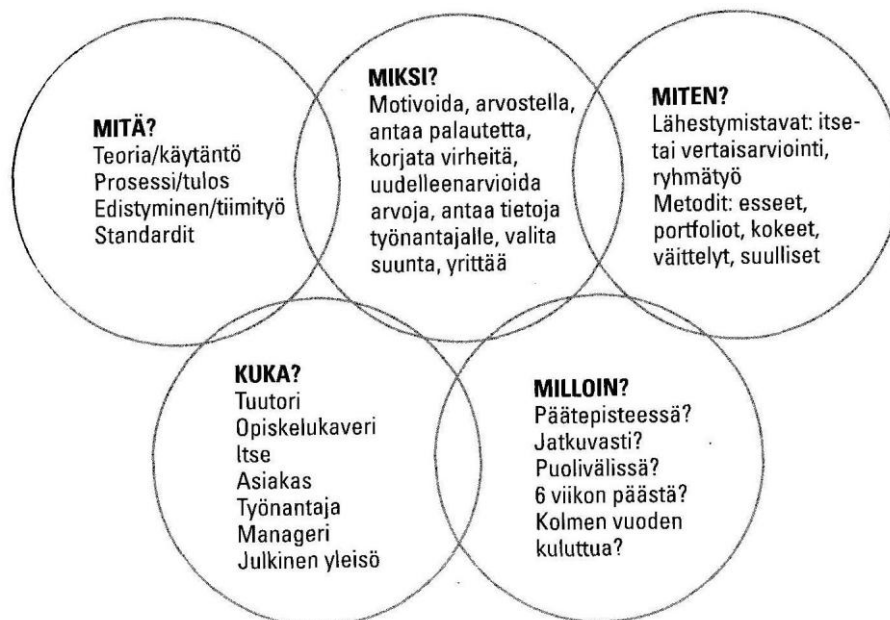 MITÄ?
Teoria/käytäntö
Prosessi/tulos
Edistyminen/tiimityö
Standardit
MIKSI?
Motivoida, arvostella,
antaa palautetta,
korjata virheitä,
uudelleenarvioida
arvoja, antaa tietoja
työnantajalle, valita
suunta, yrittää
MITEN?
Lähestymistavat: itse-
tai vertaisarviointi,
ryhmätyö
Metodit: esseet,
portfoliot, kokeet,
väittelyt, suulliset
KUKA?
Tuutori
Opiskelukaveri
Itse
Asiakas
Työnantaja
Manageri
Julkinen yleisö
MILLOIN?
Päätepisteessä?
Jatkuvasti?
Puolivälissä?
6 viikon päästä?
Kolmen vuoden
kuluttua?